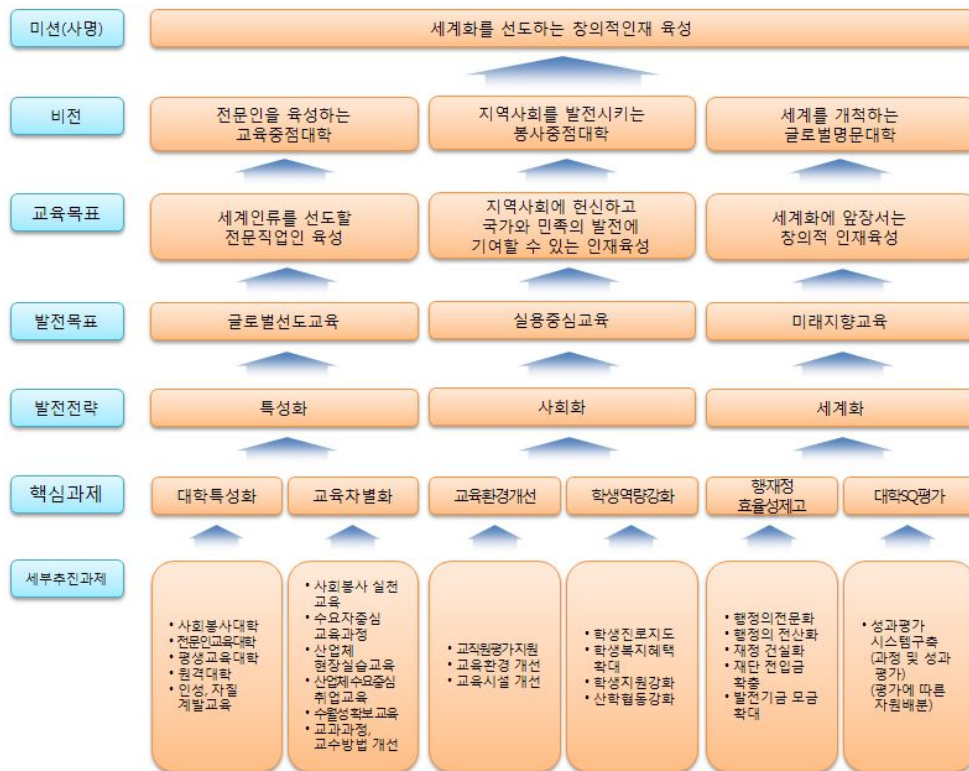 미션(사명)
세계화를 선도하는 창의적인재 육성
비전
전문인을 육성하는
교육중점대학
지역사회를 발전시키는
봉사중점대학
세계를 개척하는
글로벌명문대학
교육목표
세계인류를 선도할
전문직업인 육성
지역사회에 헌신하고
국가와 민족의 발전에
기여할 수 있는 인재육성
세계화에 앞장서는
창의적 인재육성
발전목표
글로벌선도교육
실용중심교육
미래지향교육
발전전략
특성화
사회화
세계화
핵심과제
대학특성화
교육차별화
교육환경개선
학생역량강화
행·재정
효율성제고
대학SQ평가
세부추진과제
• 사회봉사대학
• 전문인교육대학
• 평생교육대학
• 원격대학
• 인성, 자질
계발교육
• 사회봉사 실천
교육
• 수요자중심
교육과정
• 산업체
현장실습교육
• 산업체 수요중심
취업교육
• 수월성 확보 교육
• 교과과정,
교수방법 개선
• 교직원평가 지원
• 교육환경 개선
• 교육시설 개선
• 학생진로지도
• 학생복지혜택
확대
• 학생지원강화
• 산학협동강화
• 행정의전문화
• 행정의 전산화
• 재정 건실화
• 재단 전입금
확충
• 발전기금 모금
확대
• 성과평가
시스템구축
(과정 및 성과
평가)
(평가에 따른
자원배분)